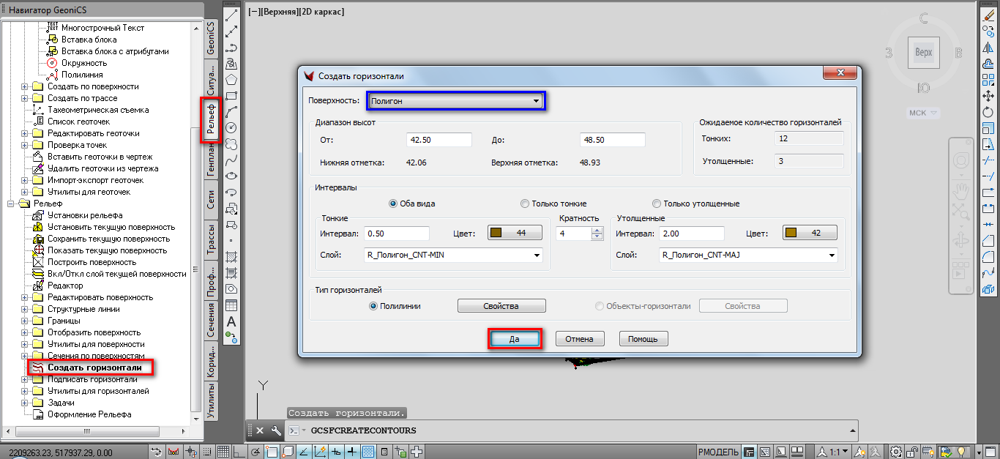 Навигатор GeoniCS
Многострочный Текст
Вставка блока
Вставка блока с атрибутами
Окружность
Полилиния
Создать по поверхности
Создать по трассе
Тахеометрическая съемка
Список геоточек
Редактировать геоточки
Проверка точек
Вставить геоточки в чертеж
Удалить геоточки из чертежа
Импорт-экспорт геоточек
Утилиты для геоточек
Рельеф
Установки рельефа
Установить текущую поверхность
Сохранить текущую поверхность
Показать текущую поверхность
Построить поверхность
Вкл/Откл слой текущей поверхности
Редактор
Редактировать поверхность
Структурные линии
Границы
Отобразить поверхность
Утилиты для поверхности
Сечения по поверхностям
Создать горизонтали
Подписать горизонтали
Утилиты для горизонталей
Задачи
Оформление Рельефа
GeoniCS
Ситуа...
Рельеф
Генплан
Сети
Трассы
Проф...
Сечения
Корид...
Утилиты
[−][Верхняя][2D каркас]
С
З
Верх
В
Ю
МСК
Создать горизонтали
Поверхность: Полигон
Диапазон высот
От: 42.50 До: 48.50
Нижняя отметка: 42.06 Верхняя отметка: 48.93
Ожидаемое количество горизонталей
Тонких: 12
Утолщенные: 3
Интервалы
Оба вида Только тонкие Только утолщенные
Тонкие
Интервал: 0.50 Цвет: 44
Слой: R_Полигон_CNT-MIN
Кратность
4
Утолщенные
Интервал: 2.00 Цвет: 42
Слой: R_Полигон_CNT-MAJ
Тип горизонталей
Полилинии Свойства Объекты-горизонтали Свойства
Да Отмена Помощь
Y
Создать горизонтали.
GCSFCREATECONTOURS
2209263.23, 517937.29, 0.00
РМОДЕЛЬ
1:1